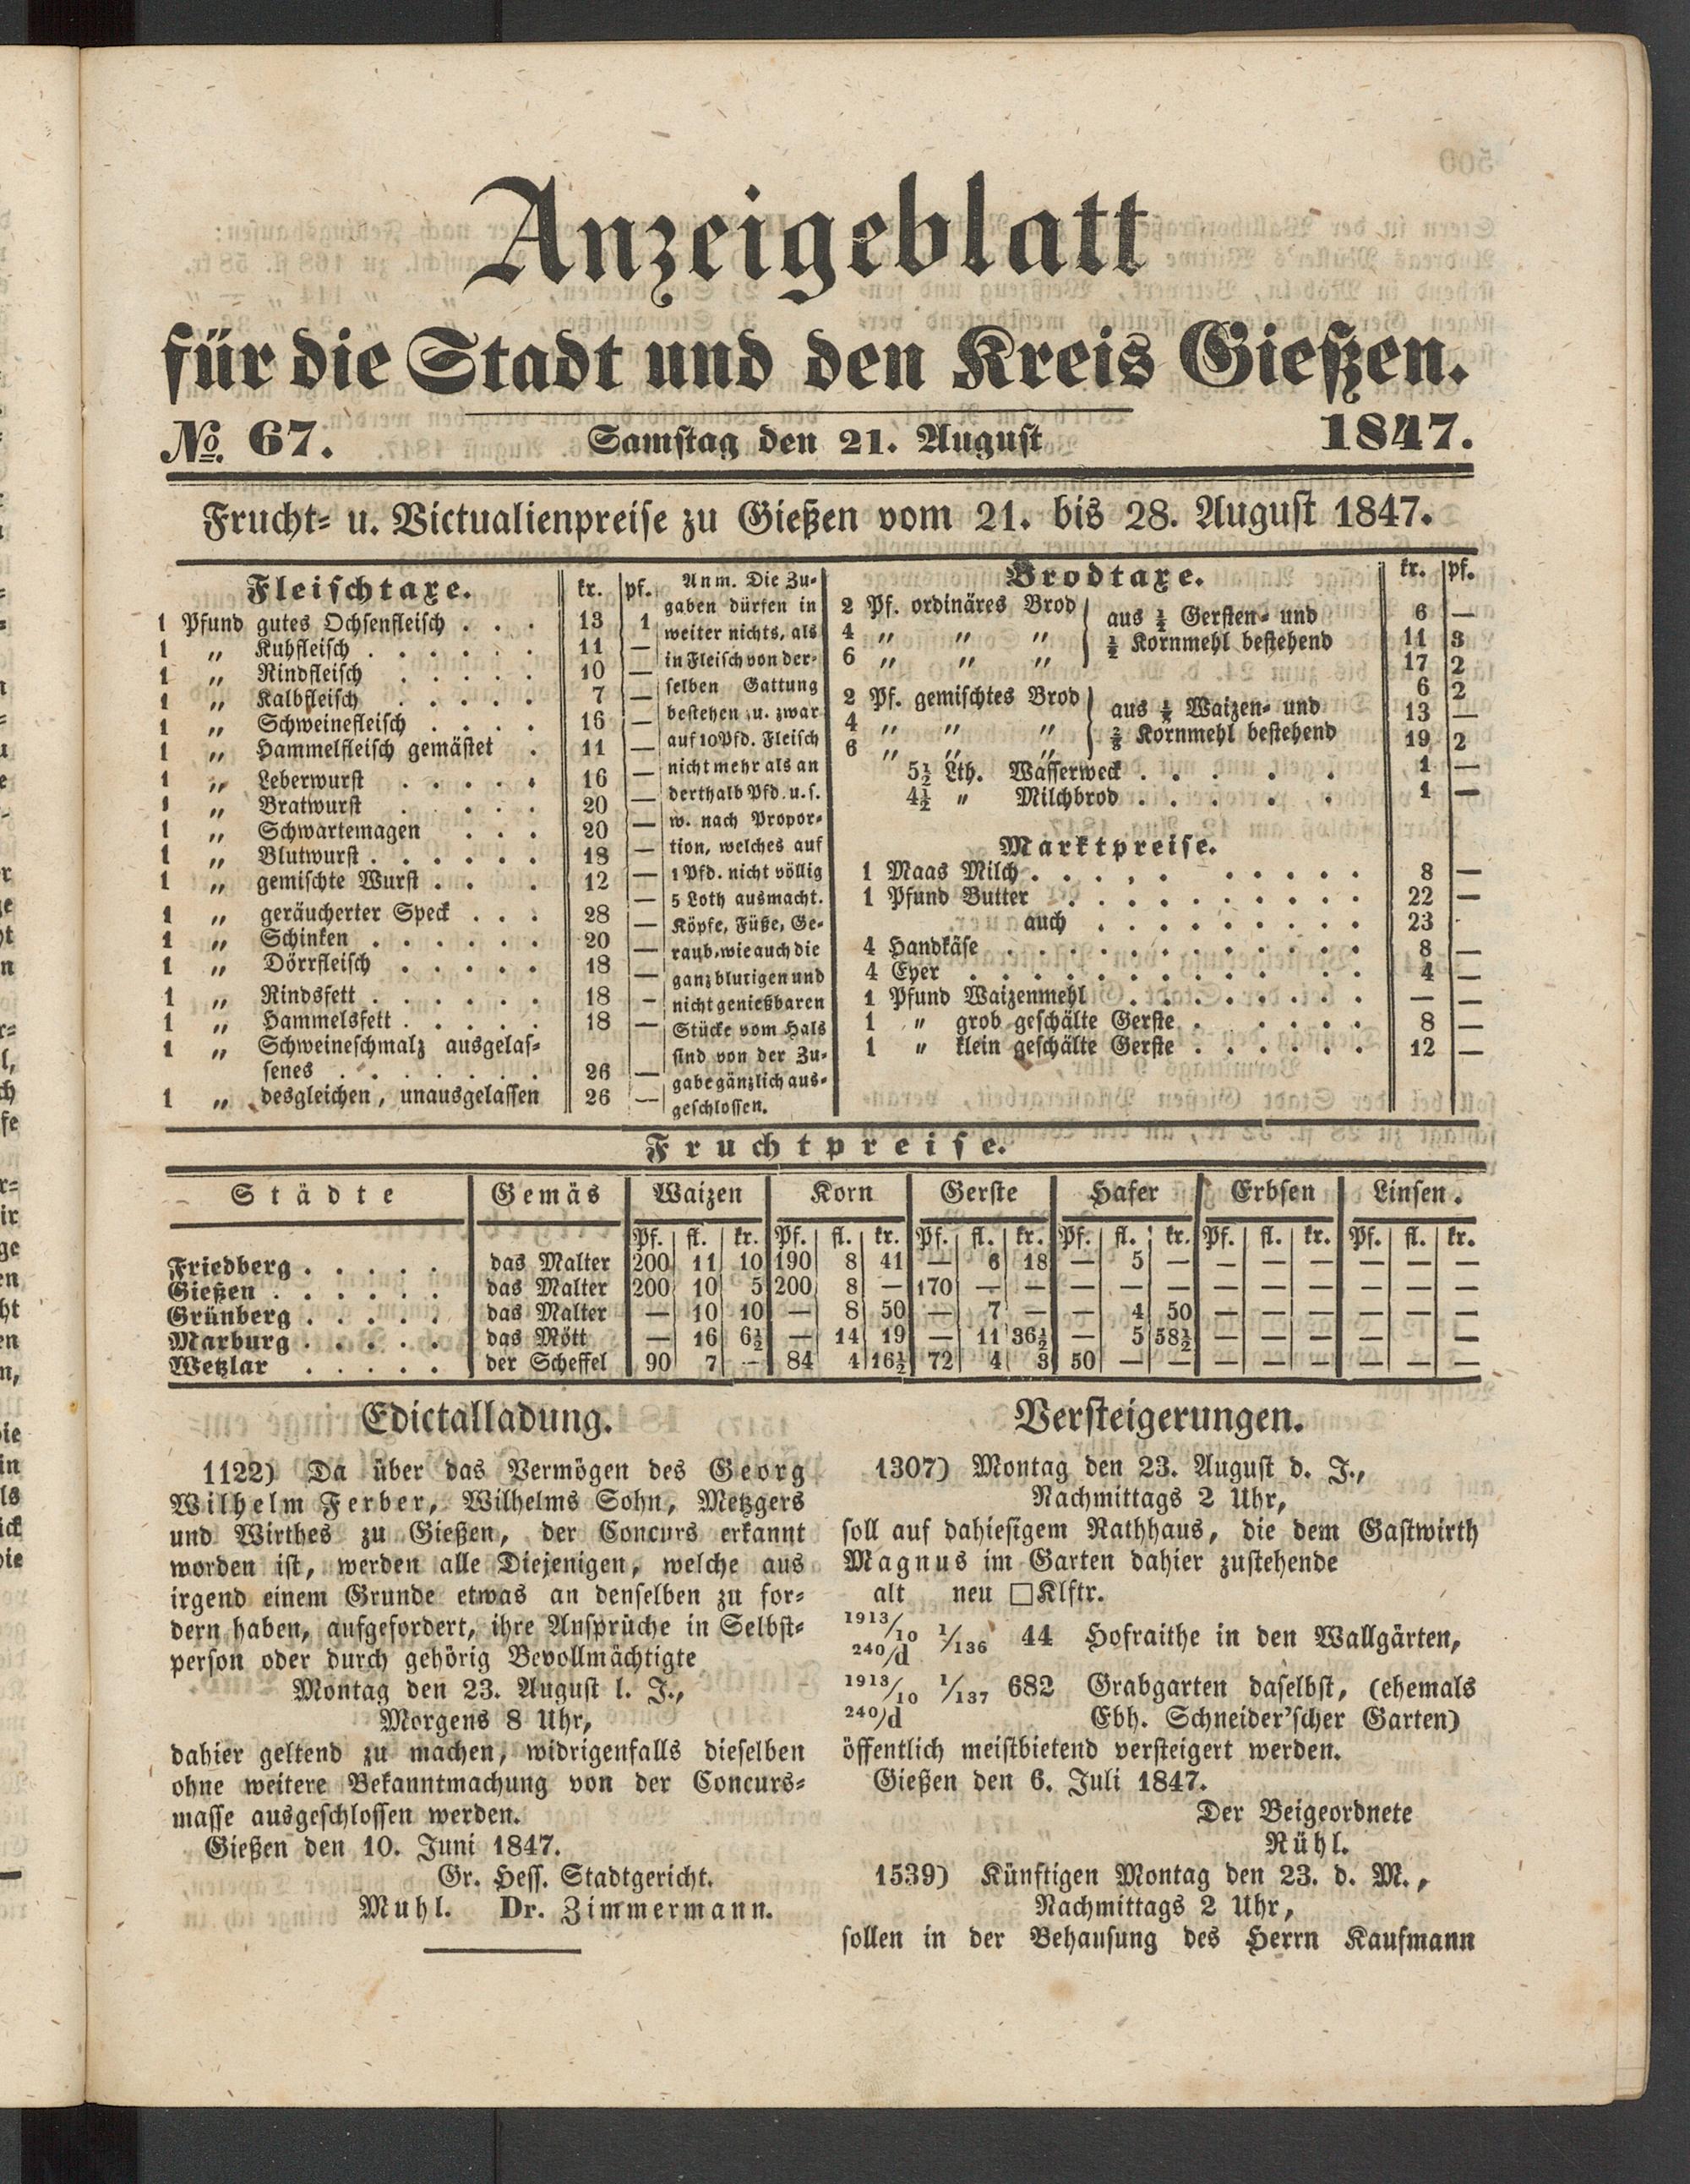 Anzeigeblatt
für die Stadt und den Kreis Gießen.
No. 67. Samstag den 21. August 1847.
Frucht- u. Victualienpreise zu Gießen vom 21. bis 28. August 1847.
Fleischtaxe. kr. pf.
1 Pfund gutes Ochsenfleisch . . . 13 1
1 „ Kuhfleisch . . . . . . 11 —
1 „ Rindfleisch . . . . . 10 —
1 „ Kalbfleisch . . . . . 7 —
1 „ Schweinefleisch . . . . 16 —
1 „ Hammelfleisch gemästet . 11 —
1 „ Leberwurst . . . . . 16 —
1 „ Bratwurst . . . . 20 —
1 „ Schwartemagen . . . 20 —
1 „ Blutwurst . . . . . . 18 —
1 „ gemischte Wurst . . . 12 —
1 „ geräucherter Speck . . . 28 —
1 „ Schinken . . . . . . 20 —
1 „ Dörrfleisch . . . . . 18 —
1 „ Rindsfett . . . . . . 18 —
1 „ Hammelsfett . . . . . 18 —
1 „ Schweineschmalz ausgelas-
senes . . . . . . . 26 —
1 „ desgleichen, unausgelassen 26 —
Anm. Die Zu-
gaben dürfen in
weiter nichts, als
in Fleisch von der-
selben Gattung
bestehen u. zwar
auf 10 Pfd. Fleisch
nicht mehr als an
derthalb Pfd. u. s.
w. nach Propor-
tion, welches auf
1 Pfd. nicht völlig
5 Loth ausmacht.
Köpfe, Füße, Ge-
raub, wie auch die
ganz blutigen und
nicht genießbaren
Stücke vom Hals
sind von der Zu-
gabe gänzlich aus-
geschlossen.
Brodtaxe. kr. pf.
2 Pf. ordinäres Brod 6 —
4 „ „ „ 11 3
6 „ „ „ 17 2
aus Gersten- und
Kornmehl bestehend
2 Pf. gemischtes Brod 6 2
4 „ „ „ 13 —
6 „ „ „ 19 2
aus Waizen- und
Kornmehl bestehend
5½ Lth. Wasserweck . . . . . 1 —
4½ „ Milchbrod . . . . . 1 —
Marktpreise.
1 Maas Milch . . . . . . . . . . 8 —
1 Pfund Butter . . . . . . . . . 22 —
auch . . . . . . . . 23
4 Handkäse . . . . . . . . . . . 8 —
4 Eyer . . . . . . . . . . . . 4 —
1 Pfund Waizenmehl . . . . . . . . — —
1 „ grob geschälte Gerste . . . . . 8 —
1 „ klein geschälte Gerste . . . . . . 12 —
Fruchtpreise.
Städte Gemäs Waizen Korn Gerste Hafer Erbsen Linsen.
Pf. fl. kr. Pf. fl. kr. Pf. fl. kr. Pf. fl. kr. Pf. fl. kr. Pf. fl. kr.
Friedberg . . . . . das Malter 200 11 10 190 8 41 — 6 18 — 5 — — — — — — —
Gießen . . . . . . das Malter 200 10 5 200 8 — 170 — — — — — — — — — — —
Grünberg . . . . . das Malter — 10 10 — 8 50 — 7 — — 4 50 — — — — — —
Marburg . . . . . das Mött — 16 6½ — 14 19 — 11 36½ — 5 58½ — — — — —
Wetzlar . . . . . der Scheffel 90 7 — 84 4 16½ 72 4 3 50 — — — — — — — —
Edictalladung.
1122) Da über das Vermögen des Georg
Wilhelm Ferber, Wilhelms Sohn, Metzgers
und Wirthes zu Gießen, der Concurs erkannt
worden ist, werden alle Diejenigen, welche aus
irgend einem Grunde etwas an denselben zu for-
dern haben, aufgefordert, ihre Ansprüche in Selbst-
person oder durch gehörig Bevollmächtigte
Montag den 23. August l. J.,
Morgens 8 Uhr,
dahier geltend zu machen, widrigenfalls dieselben
ohne weitere Bekanntmachung von der Concurs-
masse ausgeschlossen werden.
Gießen den 10. Juni 1847.
Gr. Hess. Stadtgericht.
Muhl. Dr. Zimmermann.
Versteigerungen.
1307) Montag den 23. August d. J.,
Nachmittags 2 Uhr,
soll auf dahiesigem Rathhaus, die dem Gastwirth
Magnus im Garten dahier zustehende
alt neu □Klftr.
1913/10 240/d 1/136 44 Hofraithe in den Wallgärten,
1913/10 1/137 682 Grabgarten daselbst, (ehemals
240/d Ebh. Schneider'scher Garten)
öffentlich meistbietend versteigert werden.
Gießen den 6. Juli 1847.
Der Beigeordnete
Rühl.
1539) Künftigen Montag den 23. d. M.,
Nachmittags 2 Uhr,
sollen in der Behausung des Herrn Kaufmann